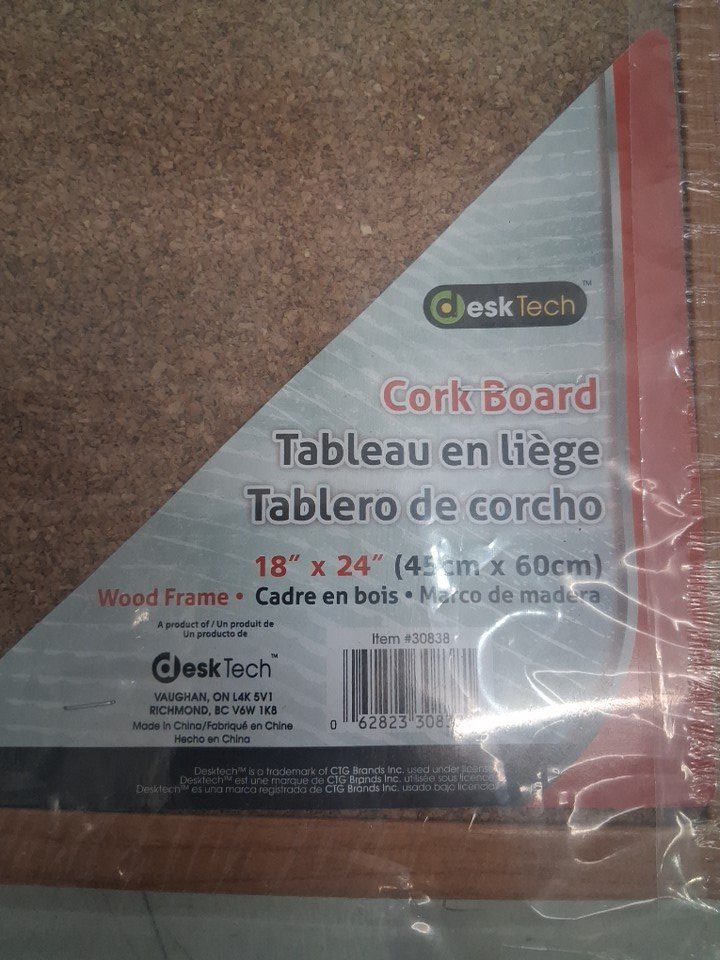 deskTech™
Cork Board
Tableau en liège
Tablero de corcho
18" x 24" (45cm x 60cm)
Wood Frame • Cadre en bois • Marco de madera
A product of / Un produit de
Un producto de
deskTech™
VAUGHAN, ON L4K 5V1
RICHMOND, BC V6W 1K8
Made in China/Fabriqué en Chine
Hecho en China
Item #30838
0 62823
Desktech™ is a trademark of CTG Brands Inc. used under license
Desktech™ est une marque de CTG Brands Inc. utilisée sous licence
Desktech™ es una marca registrada de CTG Brands Inc. usado bajo licencia